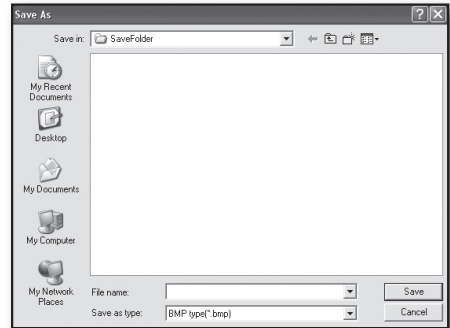 Save As
Save in: SaveFolder
My Recent
Documents
Desktop
My Documents
My Computer
My Network
Places
File name:
Save
Save as type: BMP type(*.bmp)
Cancel